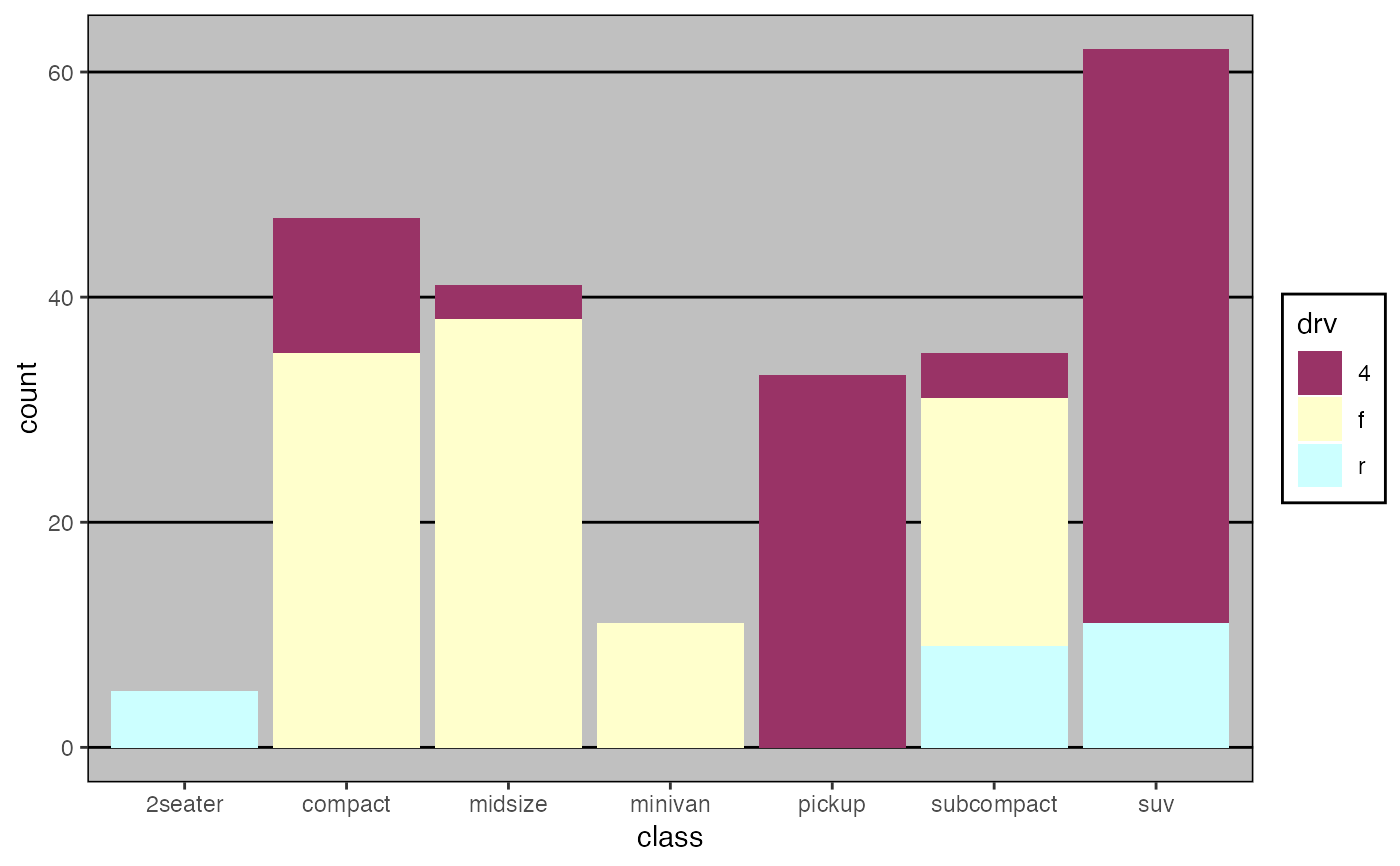 60
40
20
0
count
2seater compact midsize minivan pickup subcompact suv
class
drv
4
f
r